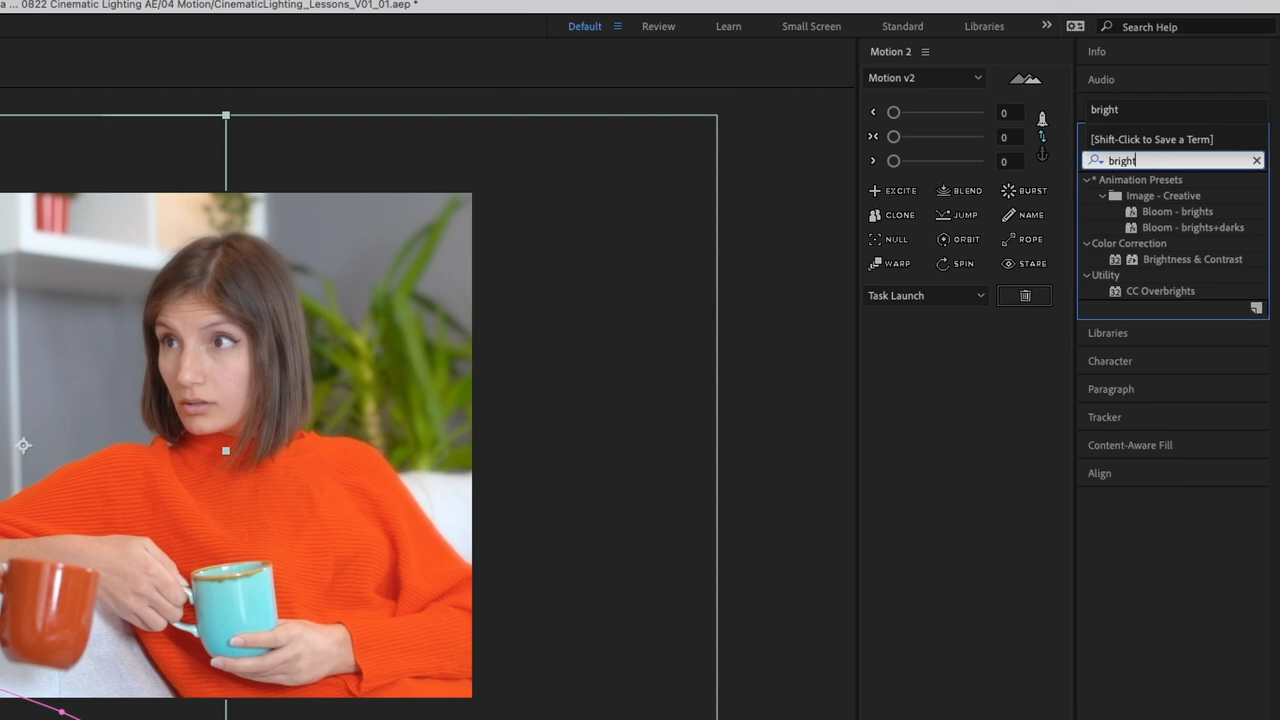 a ... 0822 Cinematic Lighting AE/04 Motion/CinematicLighting_Lessons_V01_01.aep *
Default Review Learn Small Screen Standard Libraries Search Help
Motion 2
Motion v2
0
0
0
EXCITE BLEND BURST
CLONE JUMP NAME
NULL ORBIT ROPE
WARP SPIN STARE
Task Launch
Info
Audio
bright
[Shift-Click to Save a Term]
bright
* Animation Presets
Image - Creative
Bloom - brights
Bloom - brights+darks
Color Correction
32 Brightness & Contrast
Utility
32 CC Overbrights
Libraries
Character
Paragraph
Tracker
Content-Aware Fill
Align